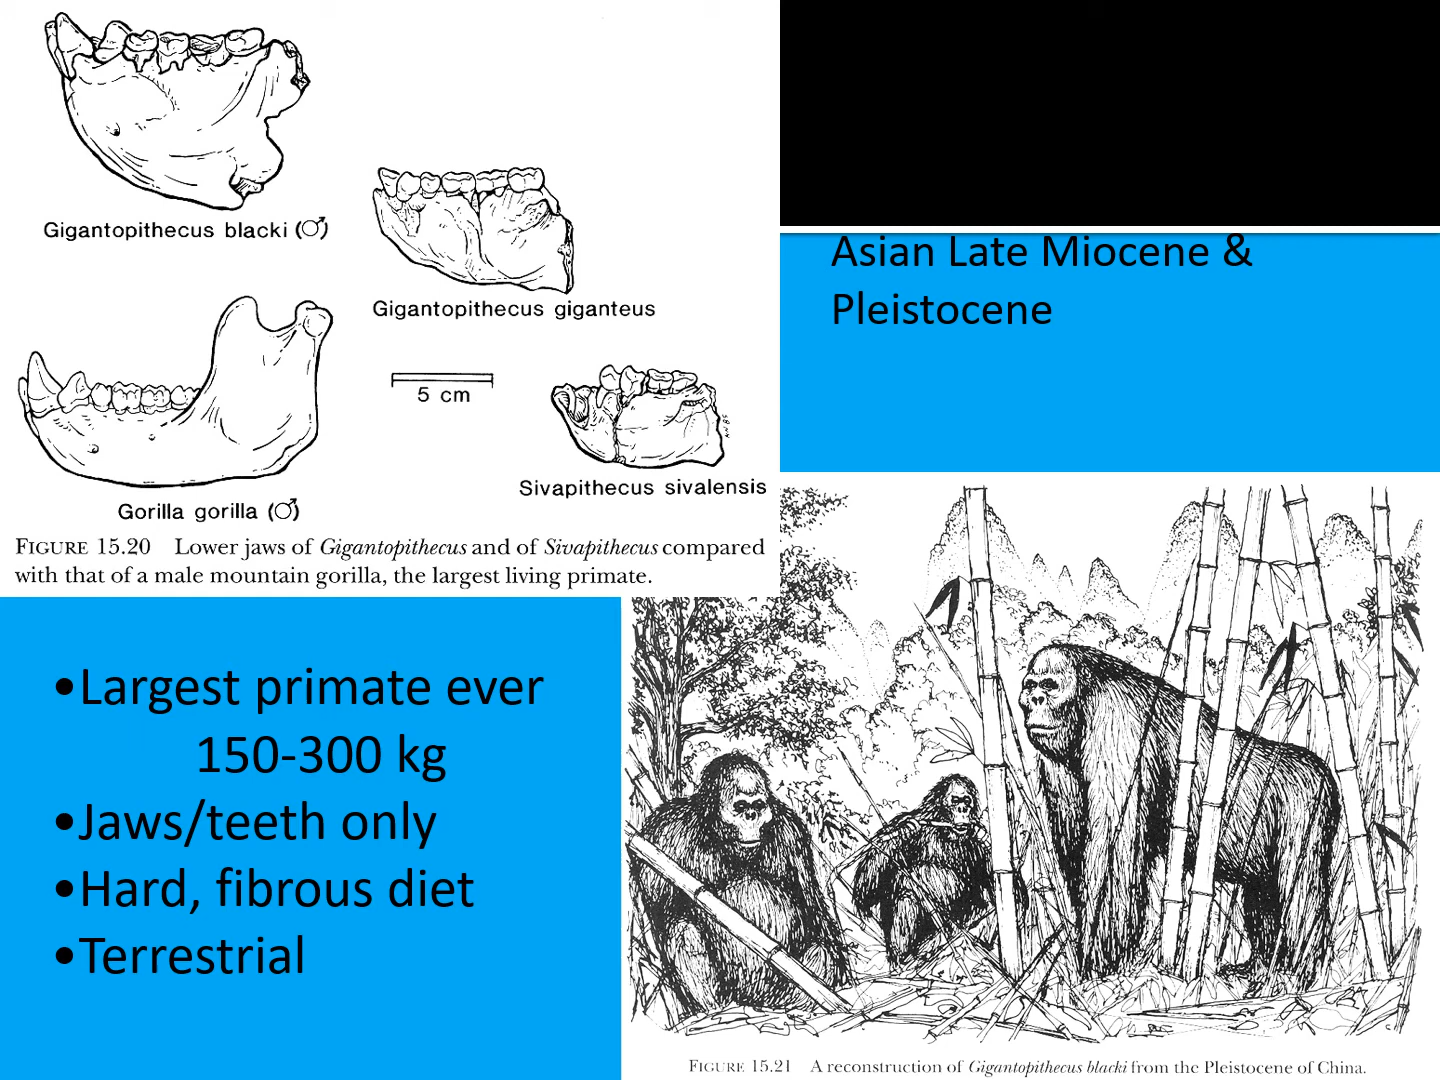 Gigantopithecus blacki (♂)
Gigantopithecus giganteus
5 cm
Sivapithecus sivalensis
Gorilla gorilla (♂)
FIGURE 15.20 Lower jaws of Gigantopithecus and of Sivapithecus compared
with that of a male mountain gorilla, the largest living primate.
Asian Late Miocene &
Pleistocene
•Largest primate ever
150-300 kg
•Jaws/teeth only
•Hard, fibrous diet
•Terrestrial
FIGURE 15.21 A reconstruction of Gigantopithecus blacki from the Pleistocene of China.